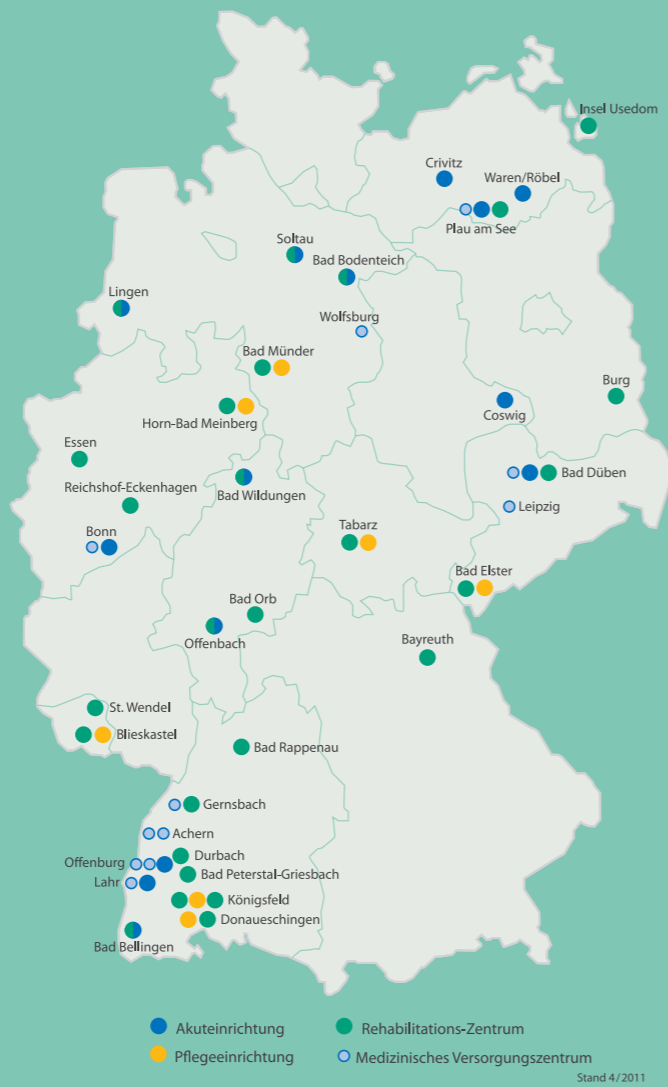 Insel Usedom
Crivitz
Waren/Röbel
Plau am See
Soltau
Bad Bodenteich
Lingen
Wolfsburg
Bad Münder
Burg
Horn-Bad Meinberg
Coswig
Essen
Bad Düben
Reichshof-Eckenhagen
Bad Wildungen
Leipzig
Bonn
Tabarz
Bad Elster
Bad Orb
Offenbach
Bayreuth
St. Wendel
Blieskastel
Bad Rappenau
Gernsbach
Achern
Durbach
Offenburg
Bad Peterstal-Griesbach
Lahr
Königsfeld
Donaueschingen
Bad Bellingen
Akuteinrichtung
Rehabilitations-Zentrum
Pflegeeinrichtung
Medizinisches Versorgungszentrum
Stand 4/2011